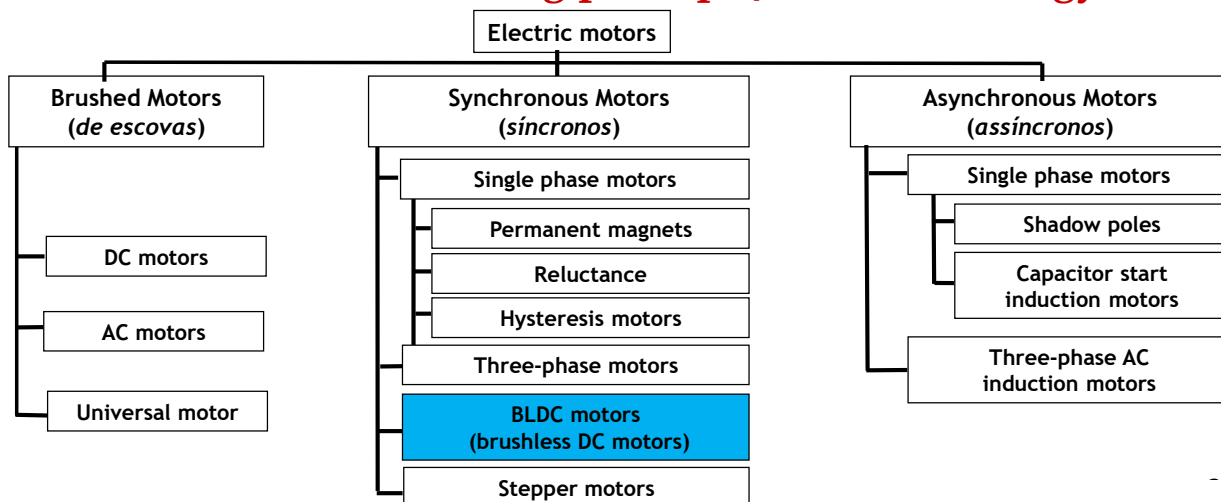 Electric motors
Brushed Motors
(de escovas)
DC motors
AC motors
Universal motor
Synchronous Motors
(síncronos)
Single phase motors
Permanent magnets
Reluctance
Hysteresis motors
Three-phase motors
BLDC motors
(brushless DC motors)
Stepper motors
Asynchronous Motors
(assíncronos)
Single phase motors
Shadow poles
Capacitor start
induction motors
Three-phase AC
induction motors